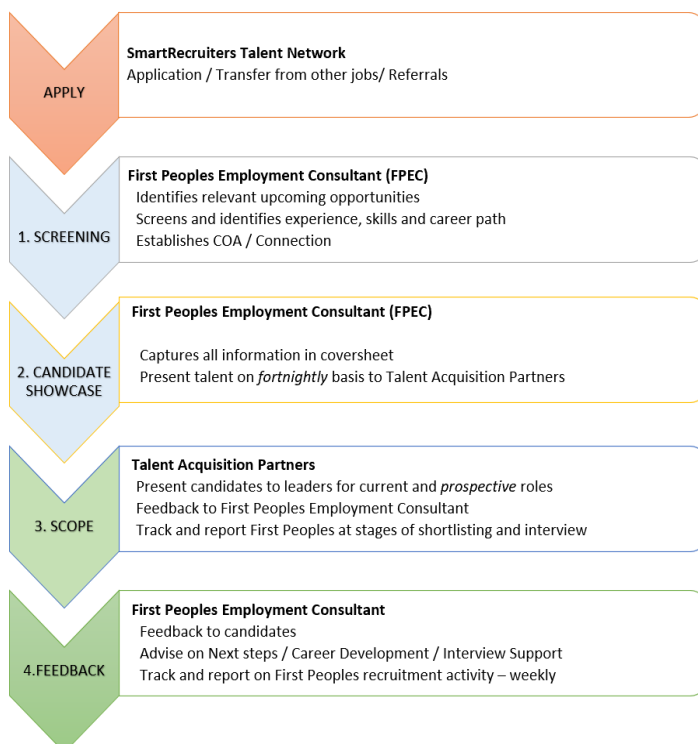 APPLY
SmartRecruiters Talent Network
Application / Transfer from other jobs/ Referrals
1. SCREENING
First Peoples Employment Consultant (FPEC)
Identifies relevant upcoming opportunities
Screens and identifies experience, skills and career path
Establishes COA / Connection
2. CANDIDATE
SHOWCASE
First Peoples Employment Consultant (FPEC)
Captures all information in coversheet
Present talent on fortnightly basis to Talent Acquisition Partners
3. SCOPE
Talent Acquisition Partners
Present candidates to leaders for current and prospective roles
Feedback to First Peoples Employment Consultant
Track and report First Peoples at stages of shortlisting and interview
4.FEEDBACK
First Peoples Employment Consultant
Feedback to candidates
Advise on Next steps / Career Development / Interview Support
Track and report on First Peoples recruitment activity – weekly